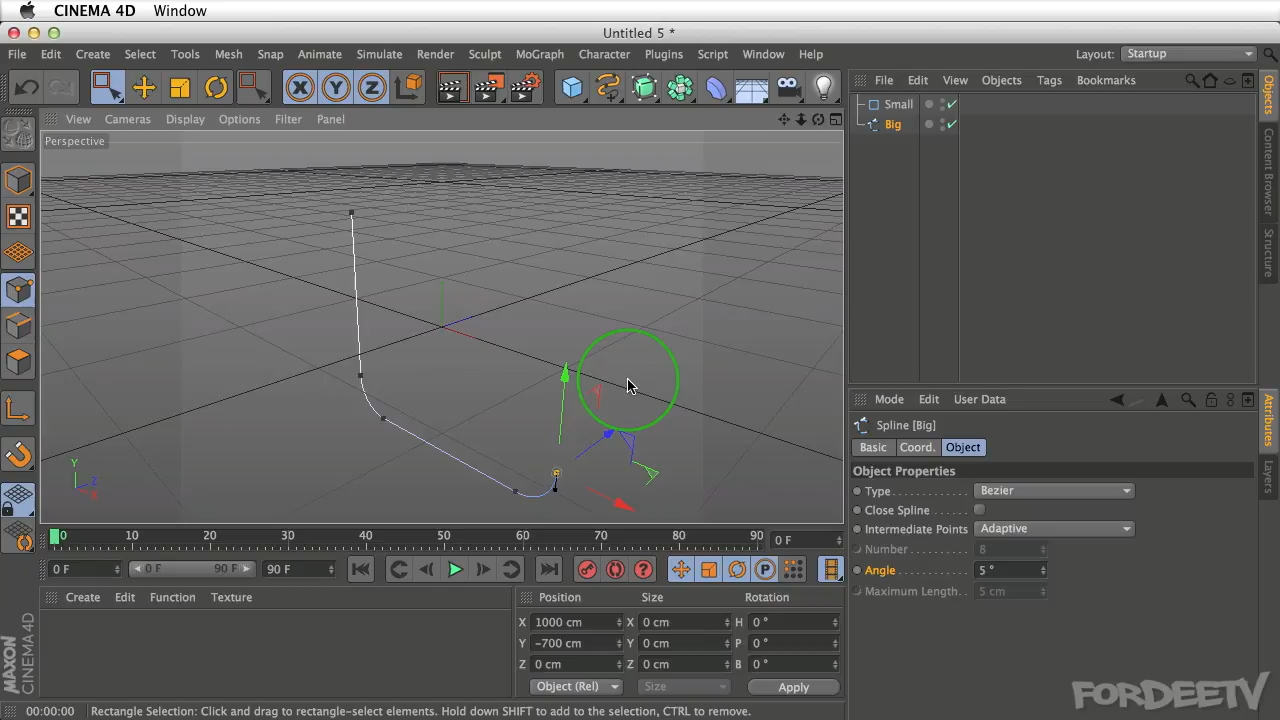 CINEMA 4D Window
Untitled 5 *
File Edit Create Select Tools Mesh Snap Animate Simulate Render Sculpt MoGraph Character Plugins Script Window Help Layout: Startup
X Y Z
File Edit View Objects Tags Bookmarks
Objects
Content Browser
Structure
View Cameras Display Options Filter Panel
Small
Big
Perspective
Y
Z
X
Mode Edit User Data
Attributes
Layers
Spline [Big]
Basic Coord. Object
Object Properties
Type Bezier
Close Spline
Intermediate Points Adaptive
Number 8
Angle 5 °
Maximum Length 5 cm
0 10 20 30 40 50 60 70 80 90 0 F
0 F 0 F 90 F 90 F
? P
Create Edit Function Texture
Position Size Rotation
X 1000 cm X 0 cm H 0 °
Y -700 cm Y 0 cm P 0 °
Z 0 cm Z 0 cm B 0 °
Object (Rel) Size Apply
MAXON
CINEMA 4D
FORDEETV
00:00:00 Rectangle Selection: Click and drag to rectangle-select elements. Hold down SHIFT to add to the selection, CTRL to remove.